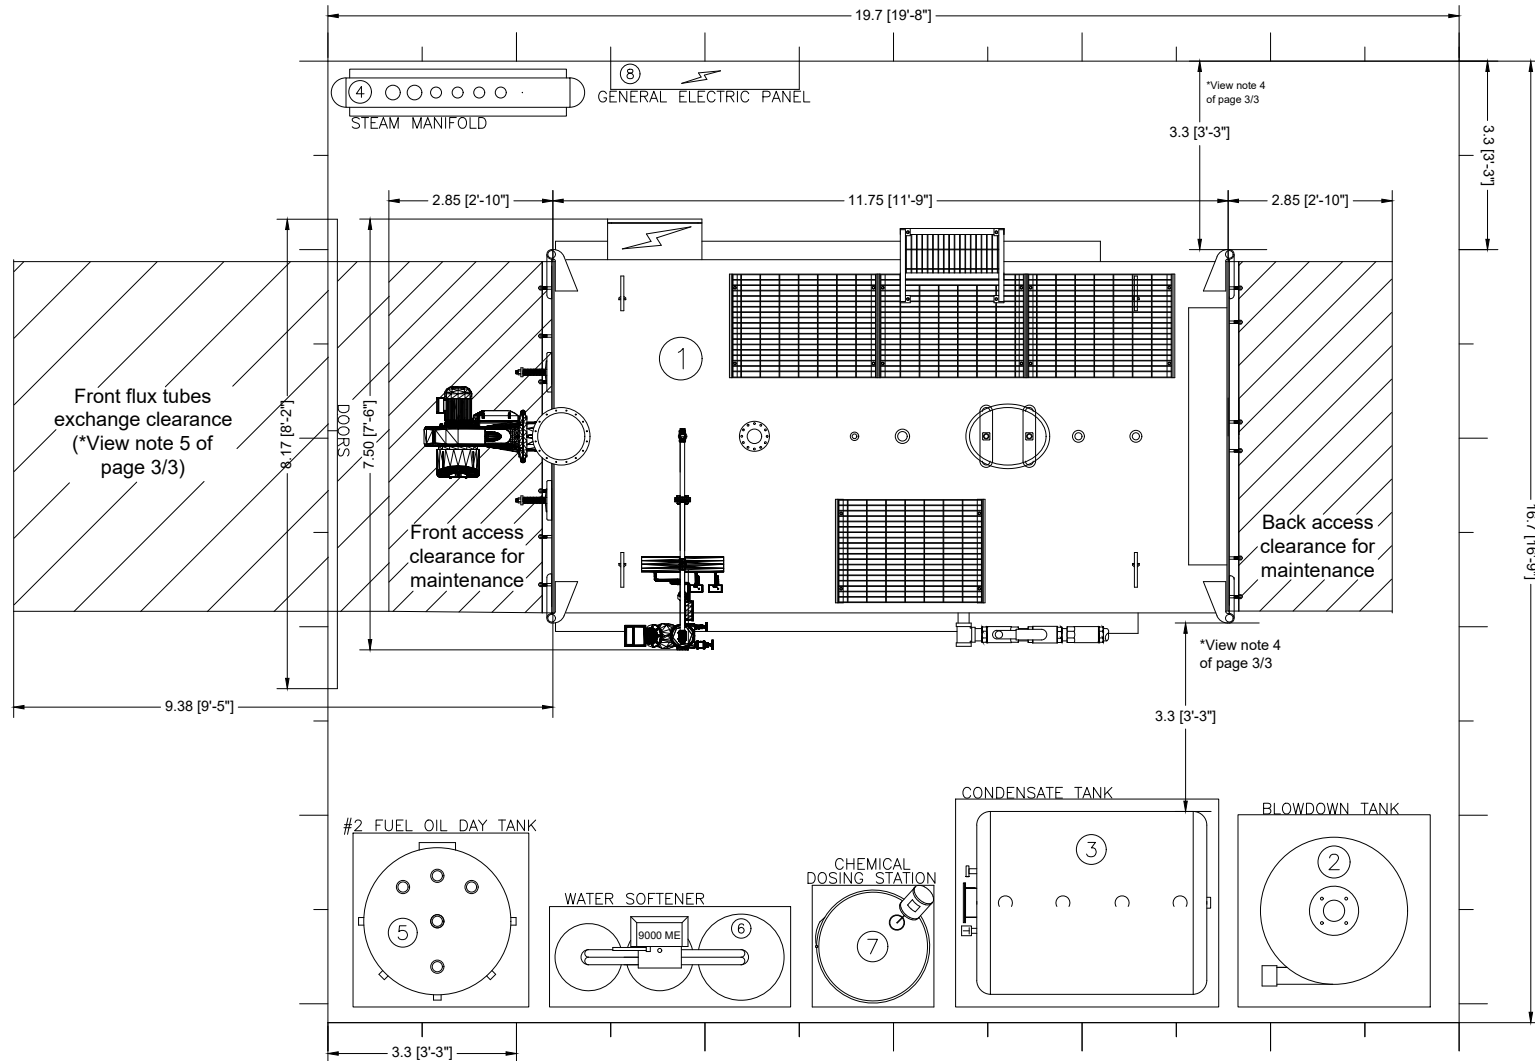 19.7 [19'-8"]
4
STEAM MANIFOLD
8
GENERAL ELECTRIC PANEL
*View note 4
of page 3/3
3.3 [3'-3"]
3.3 [3'-3"]
2.85 [2'-10"]
11.75 [11'-9"]
2.85 [2'-10"]
1
Front flux tubes
exchange clearance
(*View note 5 of
page 3/3)
8.17 [8'-2"]
DOORS
7.50 [7'-6"]
Front access
clearance for
maintenance
Back access
clearance for
maintenance
16.7 [16'-9"]
*View note 4
of page 3/3
9.38 [9'-5"]
3.3 [3'-3"]
#2 FUEL OIL DAY TANK
5
WATER SOFTENER
9000 ME
6
CHEMICAL
DOSING STATION
7
CONDENSATE TANK
3
BLOWDOWN TANK
2
3.3 [3'-3"]